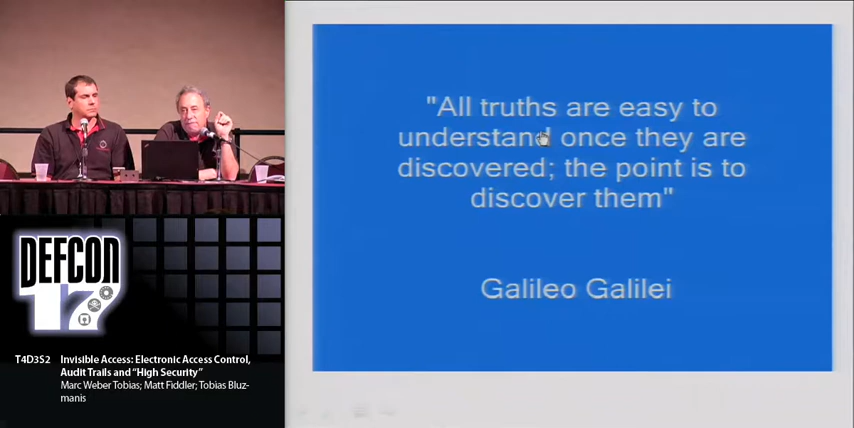 "All truths are easy to
understand once they are
discovered; the point is to
discover them"
Galileo Galilei
DEFCON
17
T4D3S2 Invisible Access: Electronic Access Control,
Audit Trails and "High Security"
Marc Weber Tobias; Matt Fiddler; Tobias Bluz-
manis